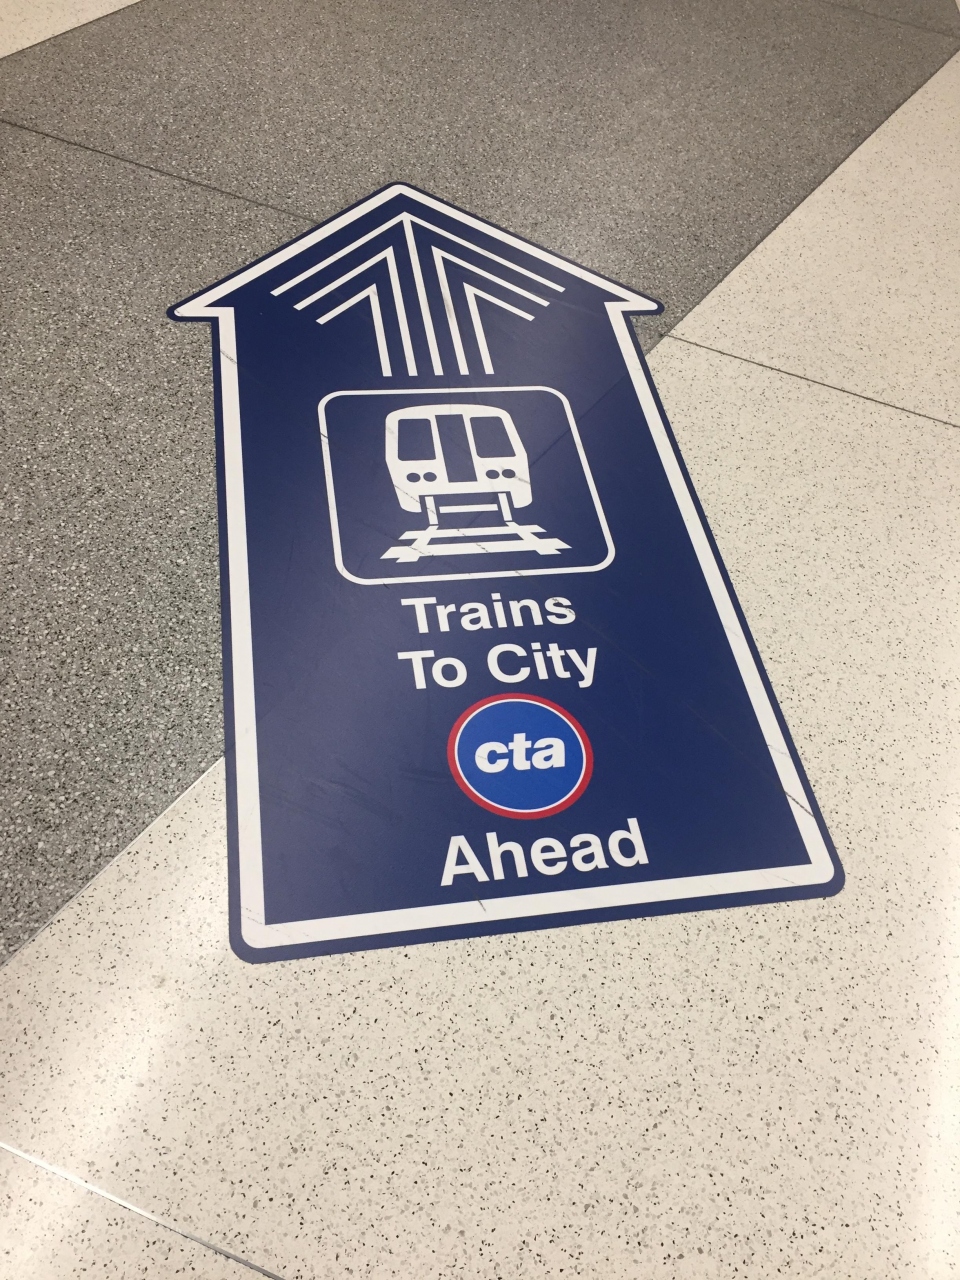 Trains
To City
cta
Ahead